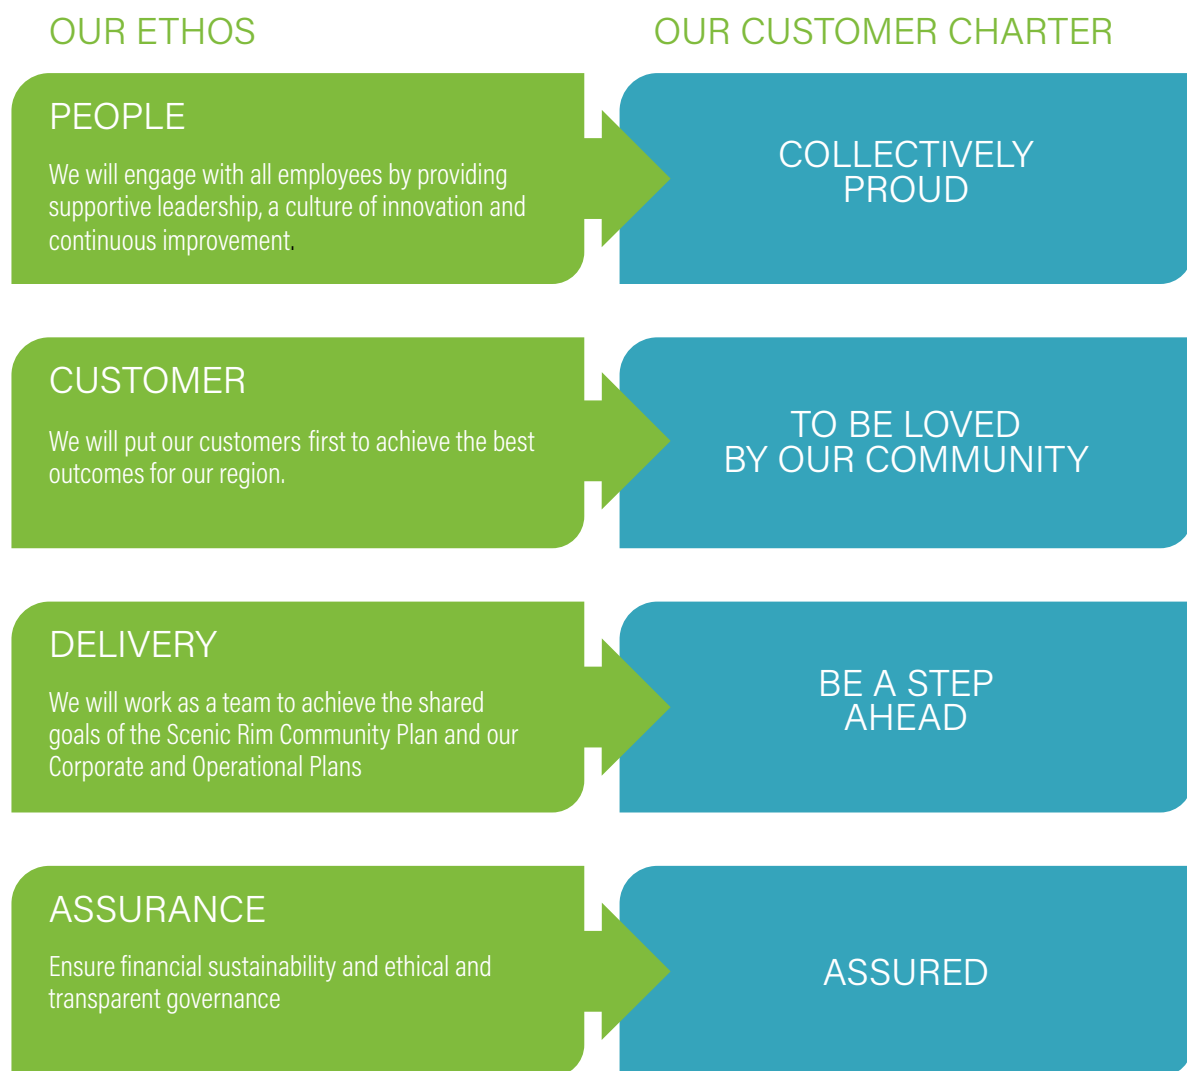 OUR ETHOS
OUR CUSTOMER CHARTER
PEOPLE
We will engage with all employees by providing
supportive leadership, a culture of innovation and
continuous improvement.
COLLECTIVELY
PROUD
CUSTOMER
We will put our customers first to achieve the best
outcomes for our region.
TO BE LOVED
BY OUR COMMUNITY
DELIVERY
We will work as a team to achieve the shared
goals of the Scenic Rim Community Plan and our
Corporate and Operational Plans
BE A STEP
AHEAD
ASSURANCE
Ensure financial sustainability and ethical and
transparent governance
ASSURED